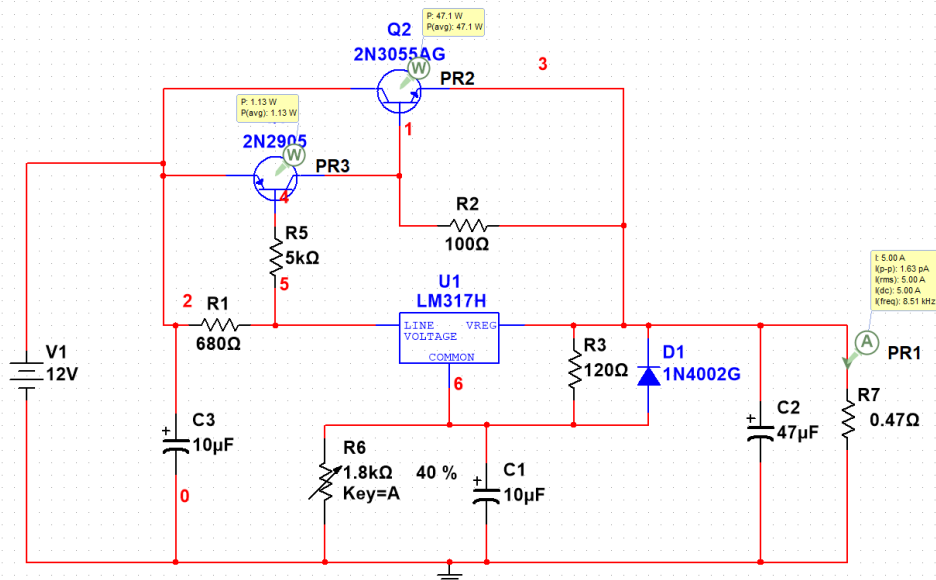 P: 47.1 W
P(avg): 47.1 W
Q2
2N3055AG
W
PR2
3
1
P: 1.13 W
P(avg): 1.13 W
2N2905
W
PR3
4
R2
100Ω
R5
5kΩ
5
I: 5.00 A
I(p-p): 1.63 pA
I(rms): 5.00 A
I(dc): 5.00 A
I(freq): 8.51 kHz
U1
LM317H
2
R1
680Ω
LINE VREG
VOLTAGE
COMMON
A
PR1
V1
12V
R3
120Ω
D1
1N4002G
6
R7
0.47Ω
C3
10µF
C2
47µF
R6
1.8kΩ
Key=A
40 %
C1
10µF
0
+
+
+